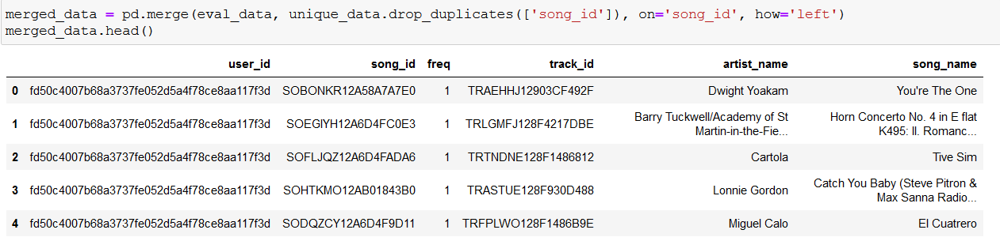 merged_data = pd.merge(eval_data, unique_data.drop_duplicates(['song_id']), on='song_id', how='left')
merged_data.head()
user_id song_id freq track_id artist_name song_name
0 fd50c4007b68a3737fe052d5a4f78ce8aa117f3d SOBONKR12A58A7A7E0 1 TRAEHHJ12903CF492F Dwight Yoakam You're The One
1 fd50c4007b68a3737fe052d5a4f78ce8aa117f3d SOEGIYH12A6D4FC0E3 1 TRLGMFJ128F4217DBE Barry Tuckwell/Academy of St Horn Concerto No. 4 in E flat
Martin-in-the-Fie... K495: II. Romanc...
2 fd50c4007b68a3737fe052d5a4f78ce8aa117f3d SOFLJQZ12A6D4FADA6 1 TRTNDNE128F1486812 Cartola Tive Sim
3 fd50c4007b68a3737fe052d5a4f78ce8aa117f3d SOHTKMO12AB01843B0 1 TRASTUE128F930D488 Lonnie Gordon Catch You Baby (Steve Pitron &
Max Sanna Radio...
4 fd50c4007b68a3737fe052d5a4f78ce8aa117f3d SODQZCY12A6D4F9D11 1 TRFPLWO128F1486B9E Miguel Calo El Cuatrero